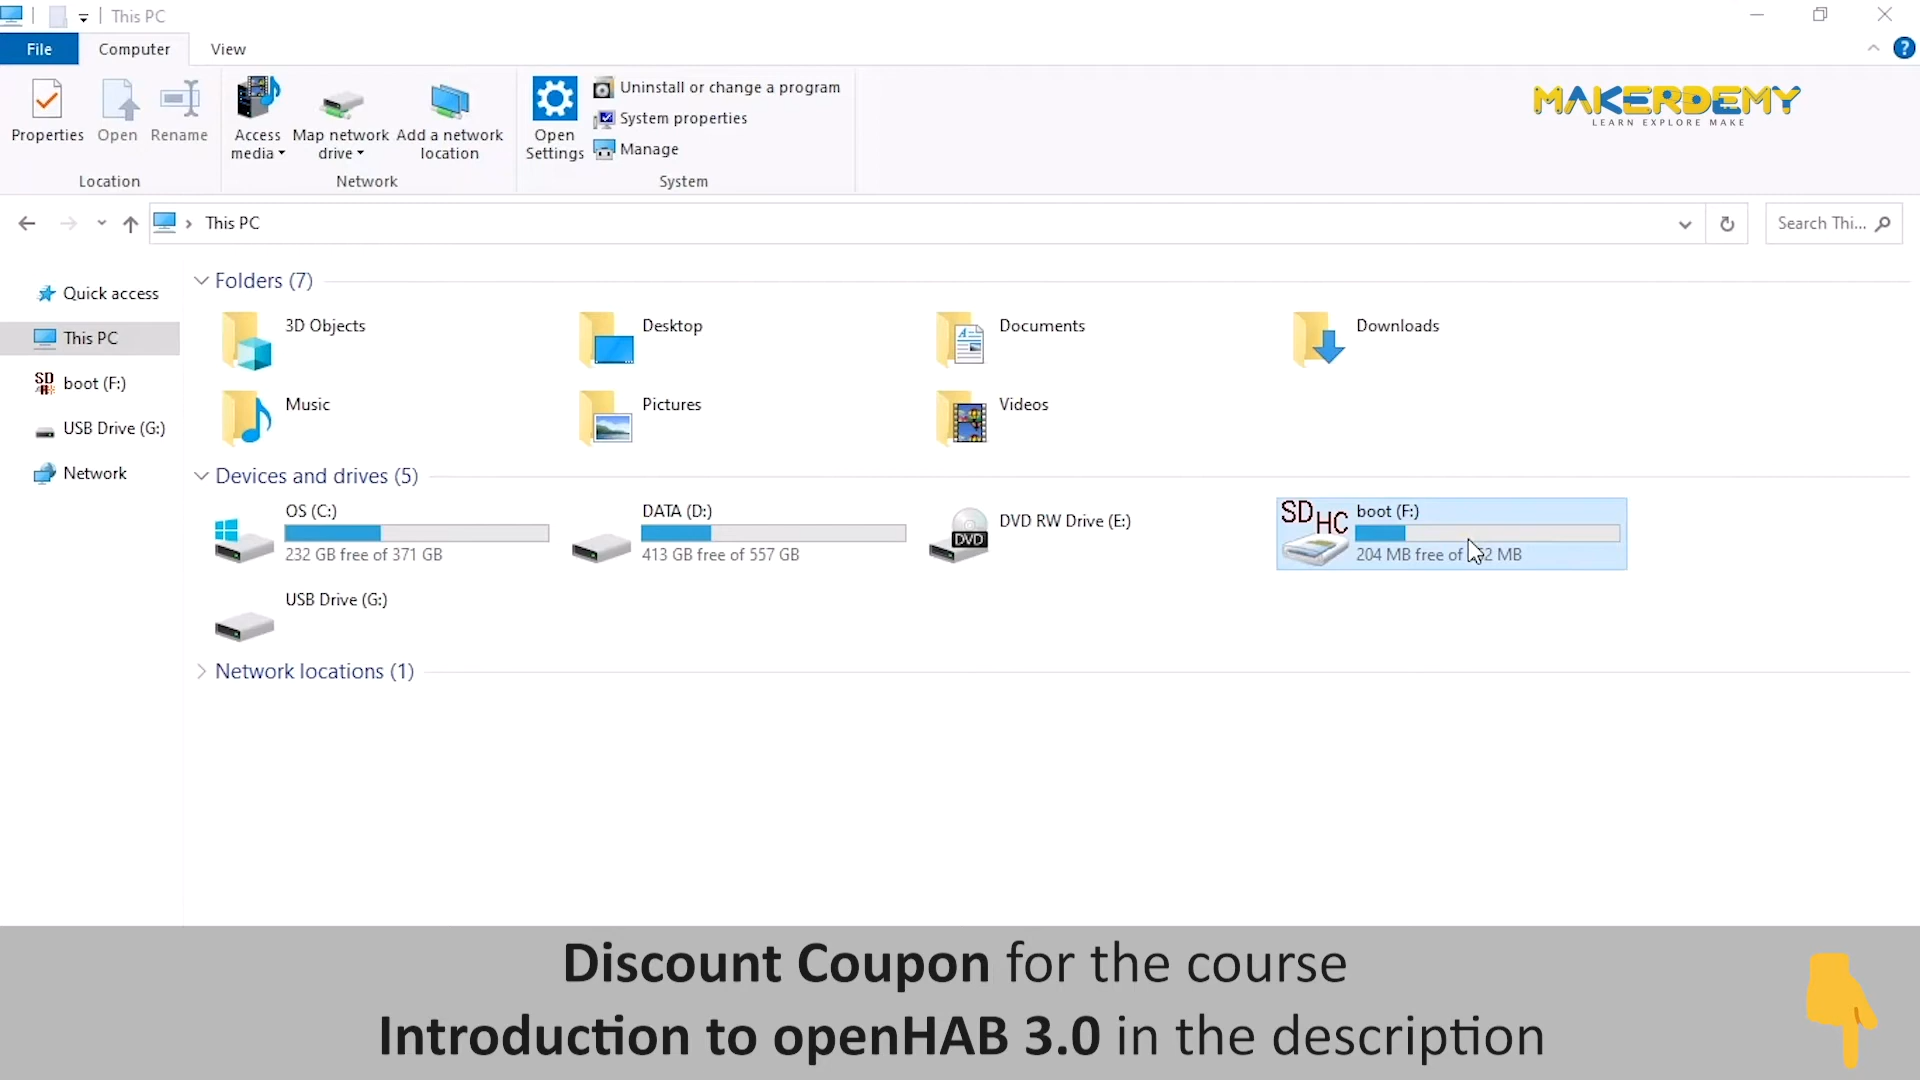 This PC
File
Computer
View
Properties
Open
Rename
Access media
Map network drive
Add a network location
Open Settings
Uninstall or change a program
System properties
Manage
Location
Network
System
MAKERDEMY
LEARN EXPLORE MAKE
This PC
Search Thi...
Quick access
This PC
SD
boot (F:)
USB Drive (G:)
Network
Folders (7)
3D Objects
Desktop
Documents
Downloads
Music
Pictures
Videos
Devices and drives (5)
OS (C:)
232 GB free of 371 GB
DATA (D:)
413 GB free of 557 GB
DVD
DVD RW Drive (E:)
SDHC
boot (F:)
204 MB free of 2 MB
USB Drive (G:)
Network locations (1)
Discount Coupon for the course
Introduction to openHAB 3.0 in the description